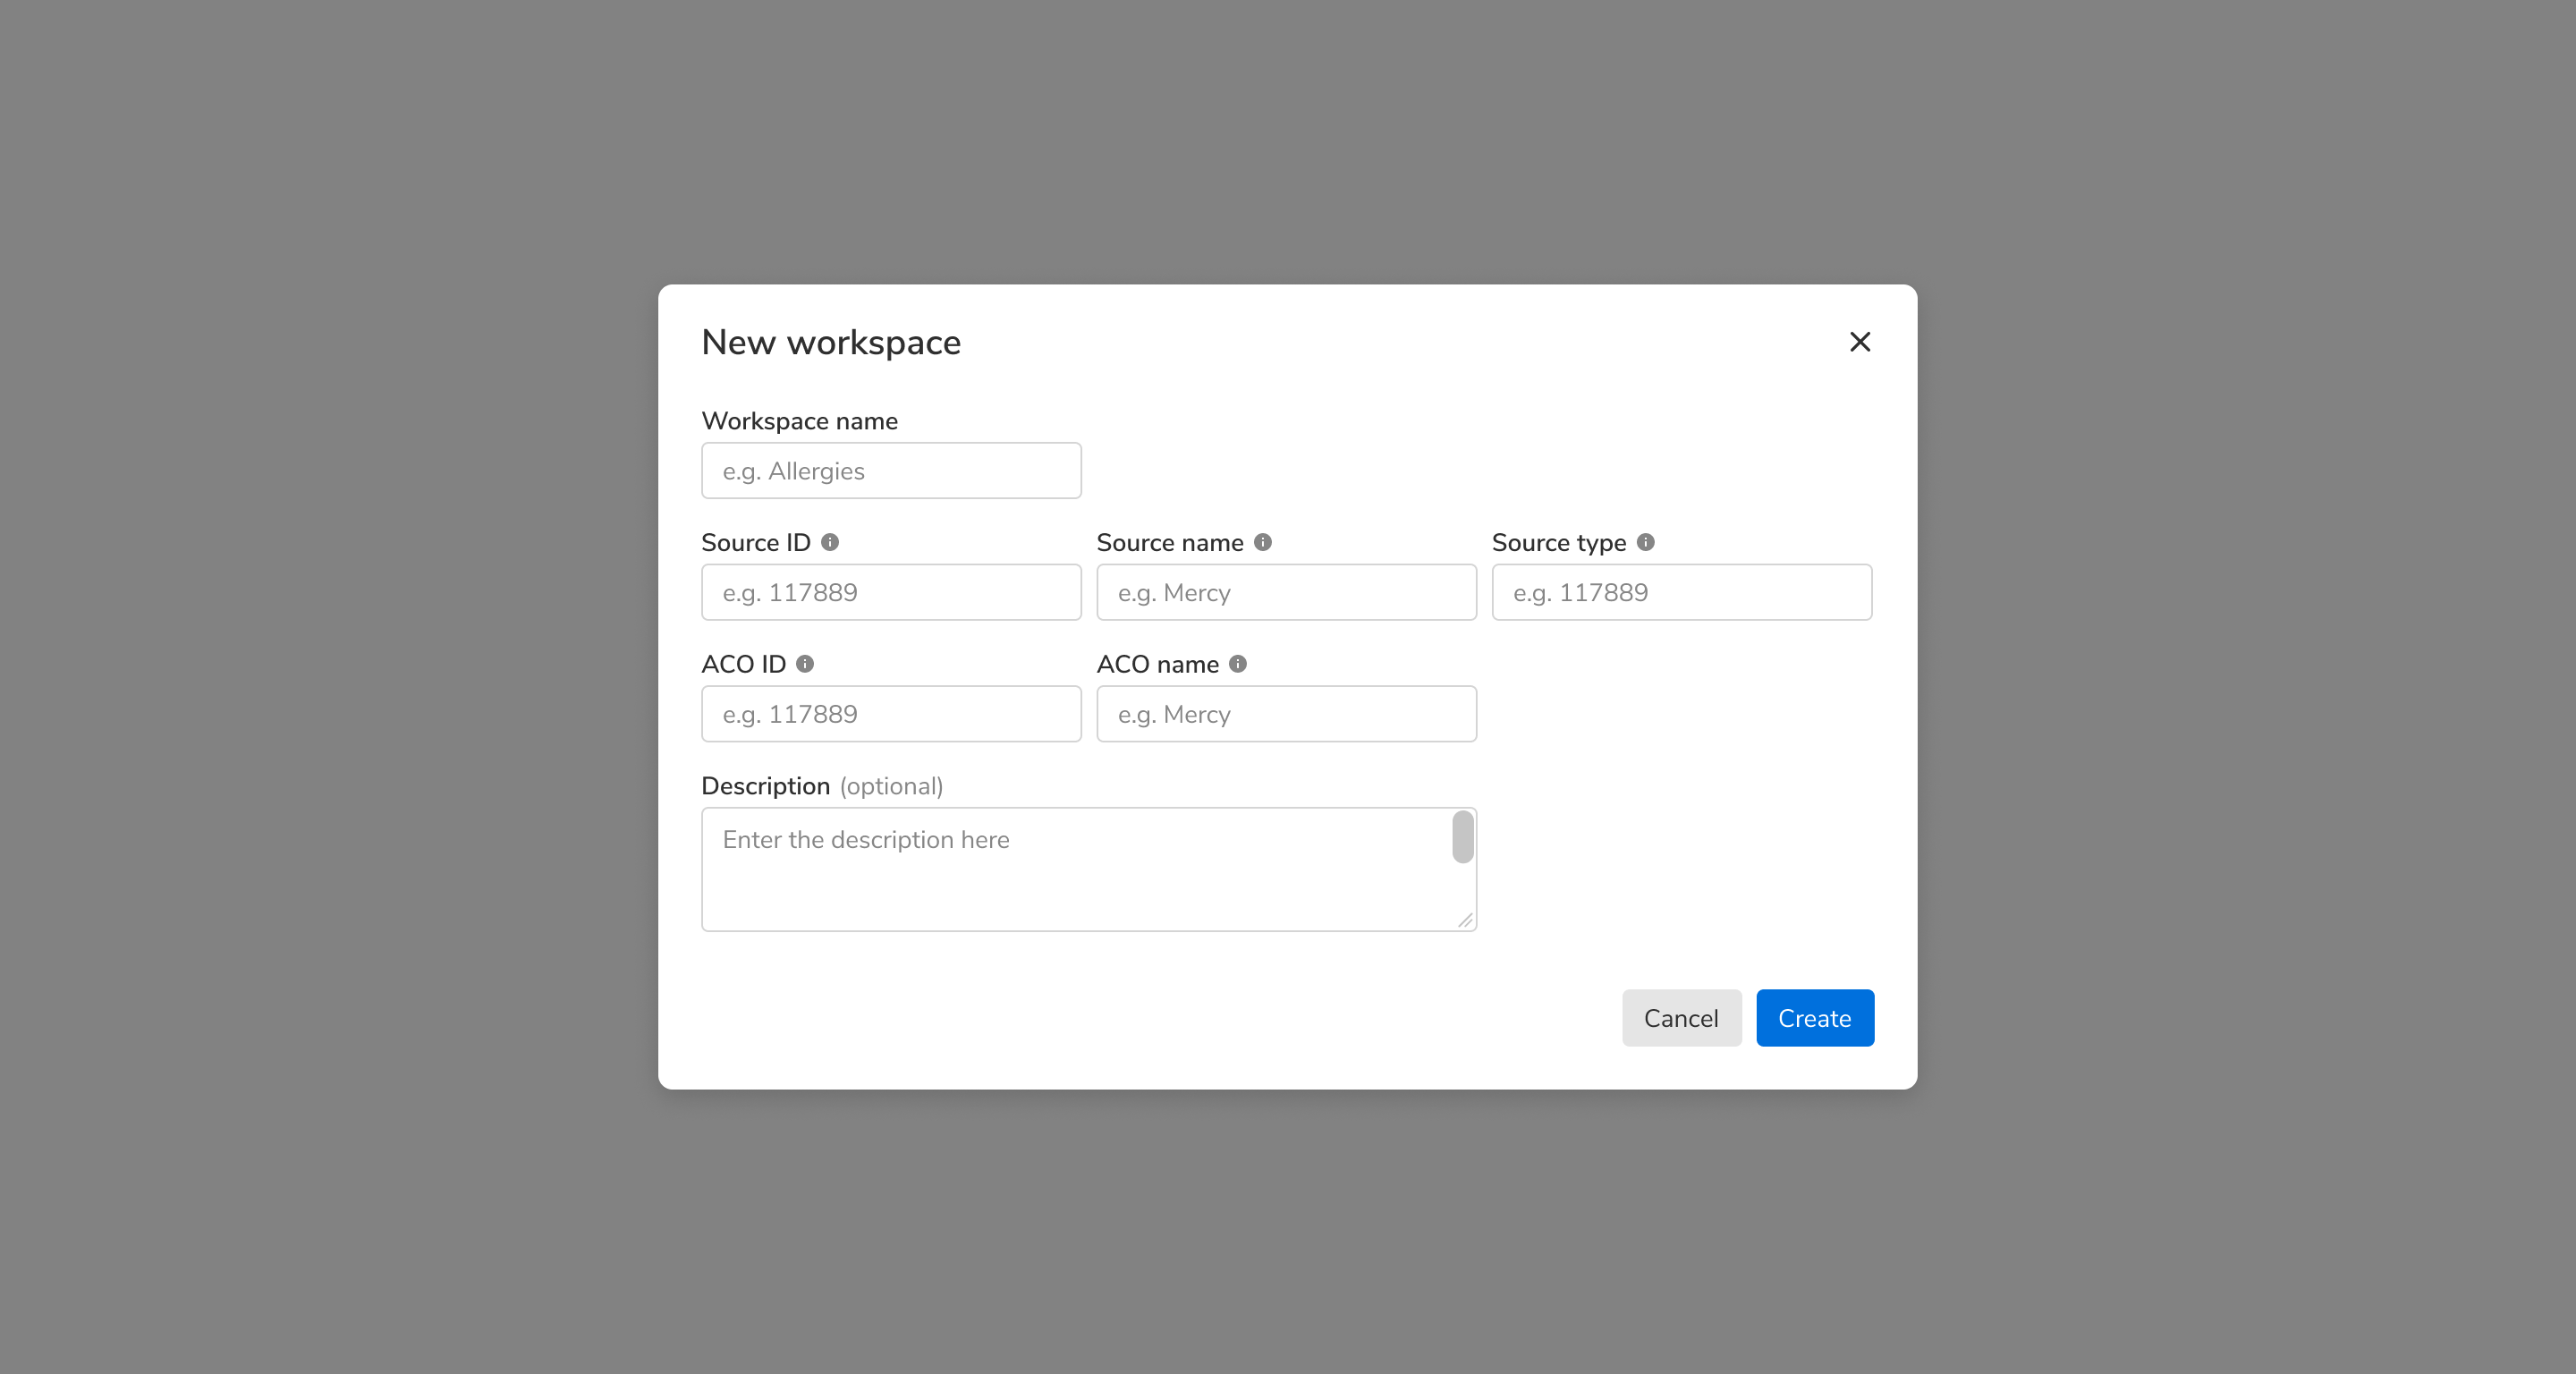 New workspace
Workspace name
e.g. Allergies
Source ID Source name Source type
e.g. 117889 e.g. Mercy e.g. 117889
ACO ID ACO name
e.g. 117889 e.g. Mercy
Description (optional)
Enter the description here
Cancel Create